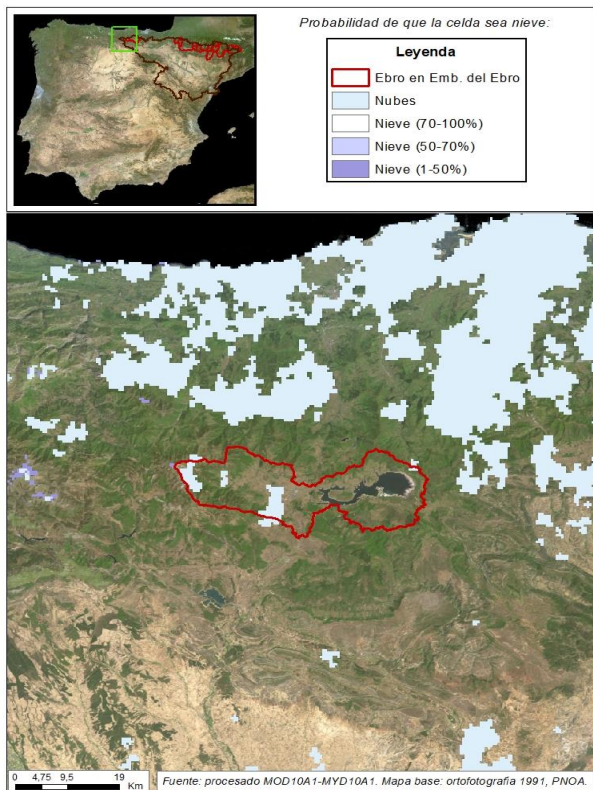 Probabilidad de que la celda sea nieve:
Leyenda
Ebro en Emb. del Ebro
Nubes
Nieve (70-100%)
Nieve (50-70%)
Nieve (1-50%)
0 4,75 9,5 19
Km
Fuente: procesado MOD10A1-MYD10A1. Mapa base: ortofotografia 1991, PNOA.